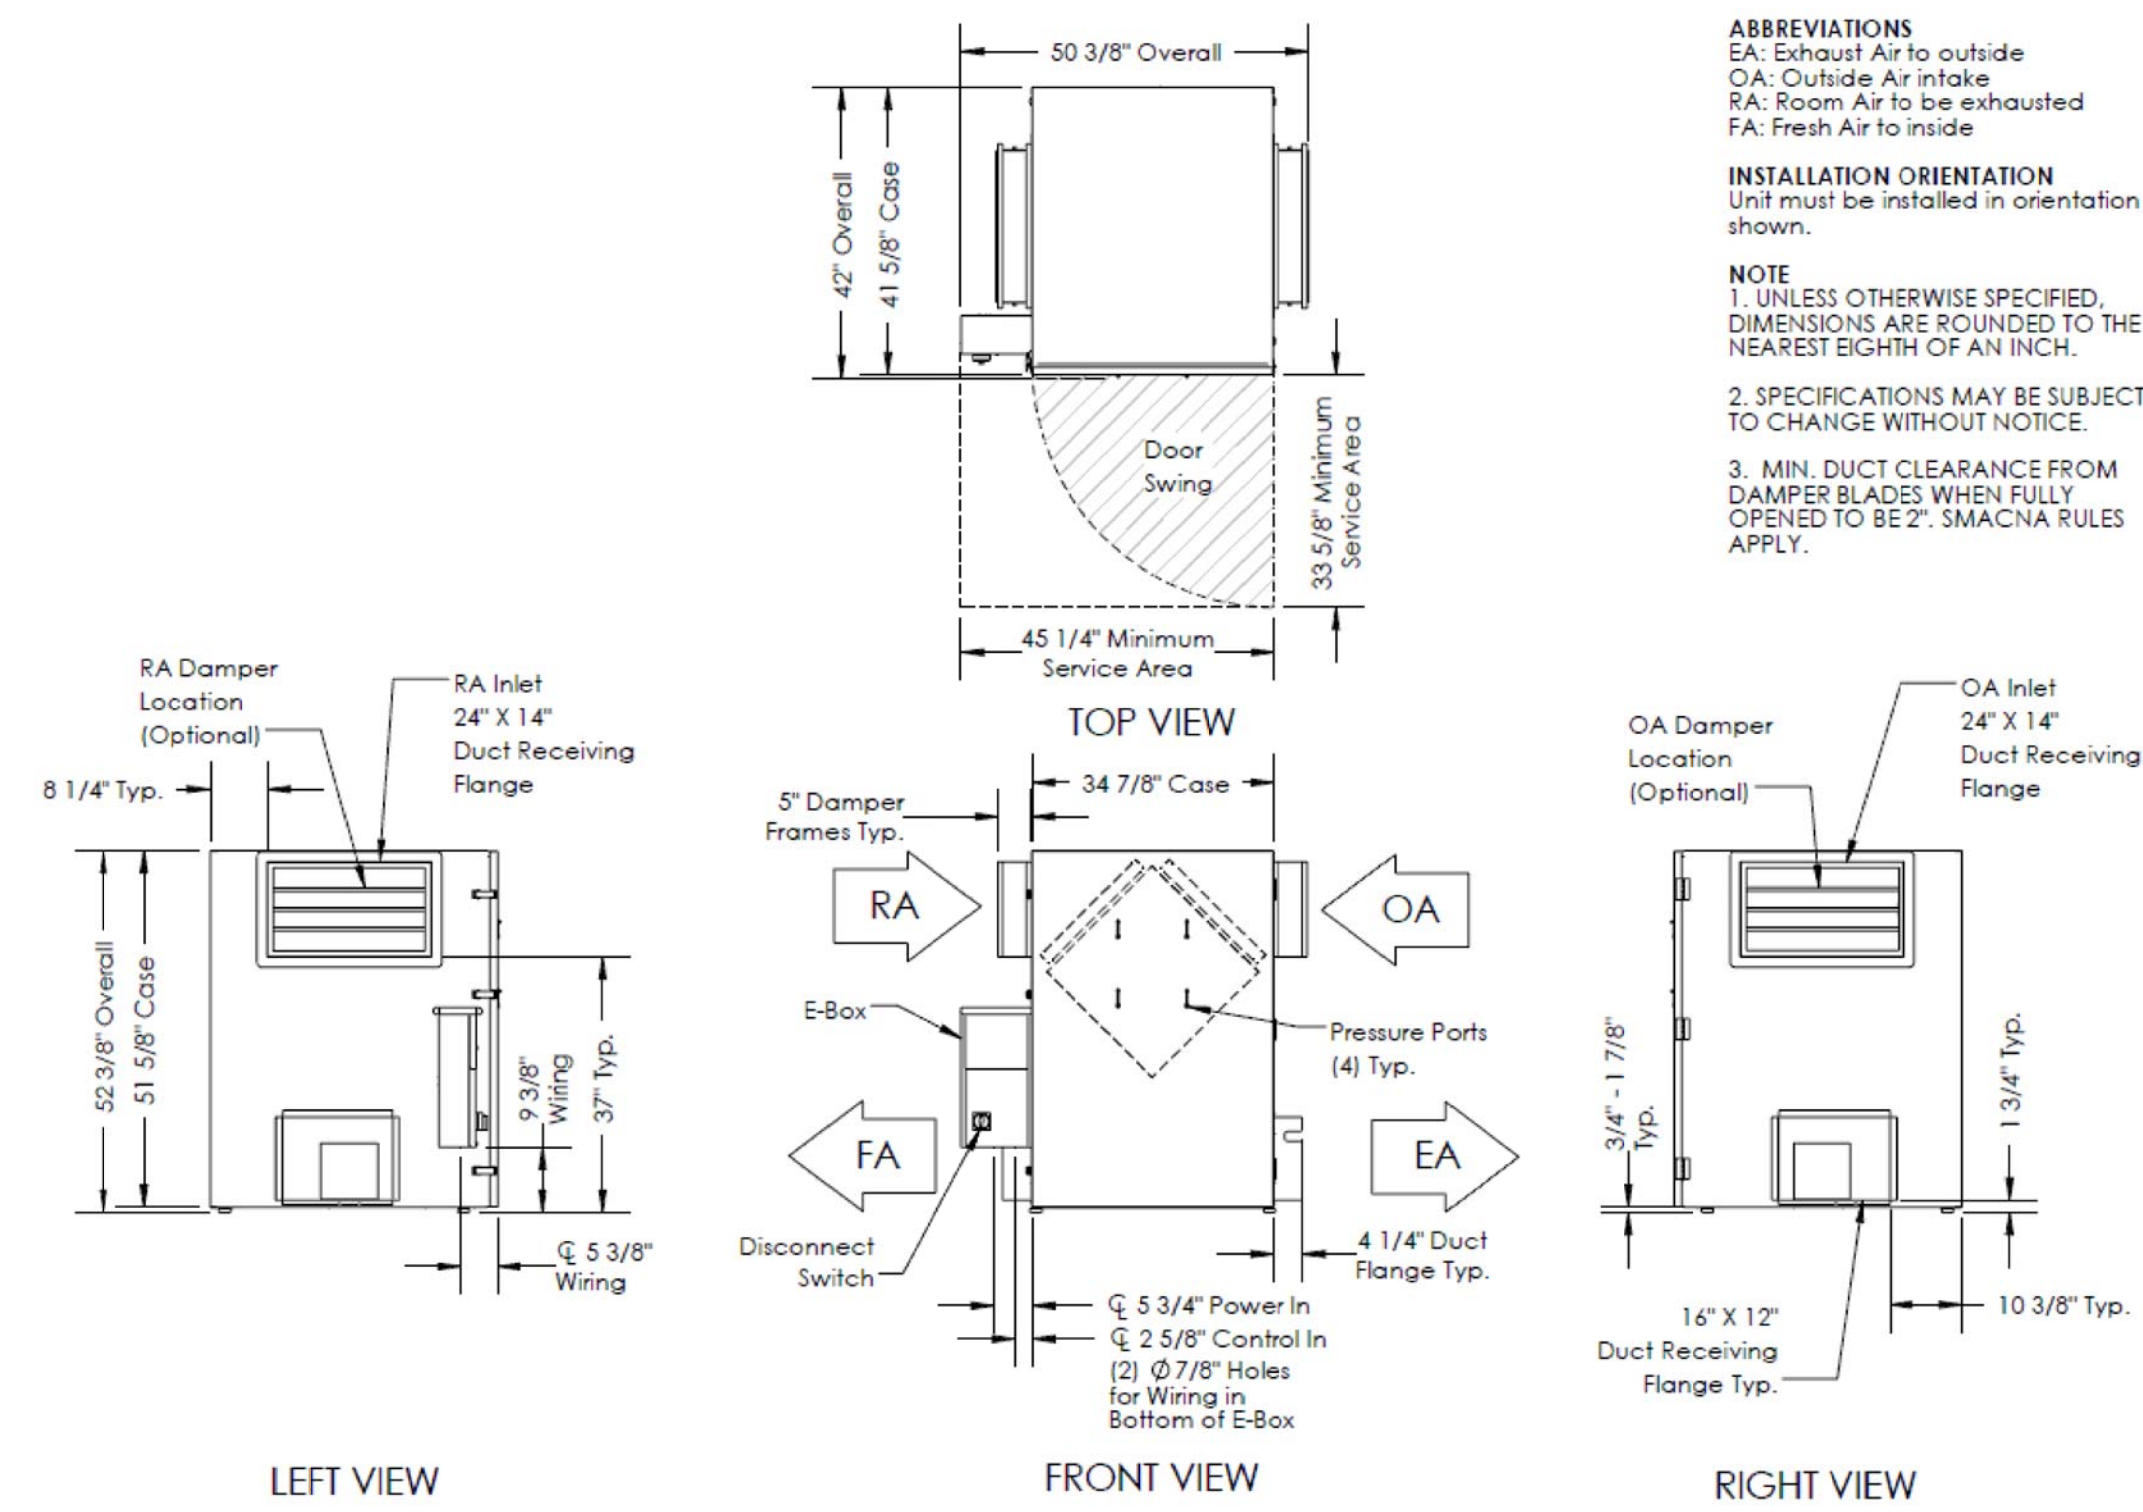 50 3/8" Overall
42" Overall
41 5/8" Case
Door
Swing
33 5/8" Minimum
Service Area
45 1/4" Minimum
Service Area
TOP VIEW
ABBREVIATIONS
EA: Exhaust Air to outside
OA: Outside Air intake
RA: Room Air to be exhausted
FA: Fresh Air to inside
INSTALLATION ORIENTATION
Unit must be installed in orientation
shown.
NOTE
1. UNLESS OTHERWISE SPECIFIED,
DIMENSIONS ARE ROUNDED TO THE
NEAREST EIGHTH OF AN INCH.
2. SPECIFICATIONS MAY BE SUBJECT
TO CHANGE WITHOUT NOTICE.
3. MIN. DUCT CLEARANCE FROM
DAMPER BLADES WHEN FULLY
OPENED TO BE 2". SMACNA RULES
APPLY.
RA Damper
Location
(Optional)
RA Inlet
24" X 14"
Duct Receiving
Flange
8 1/4" Typ.
52 3/8" Overall
51 5/8" Case
9 3/8"
Wiring
37" Typ.
℄ 5 3/8"
Wiring
LEFT VIEW
34 7/8" Case
5" Damper
Frames Typ.
RA
OA
E-Box
Pressure Ports
(4) Typ.
FA
EA
Disconnect
Switch
4 1/4" Duct
Flange Typ.
℄ 5 3/4" Power In
℄ 2 5/8" Control In
(2) Ø 7/8" Holes
for Wiring in
Bottom of E-Box
FRONT VIEW
OA Damper
Location
(Optional)
OA Inlet
24" X 14"
Duct Receiving
Flange
3/4" - 1 7/8"
Typ.
1 3/4" Typ.
16" X 12"
Duct Receiving
Flange Typ.
10 3/8" Typ.
RIGHT VIEW